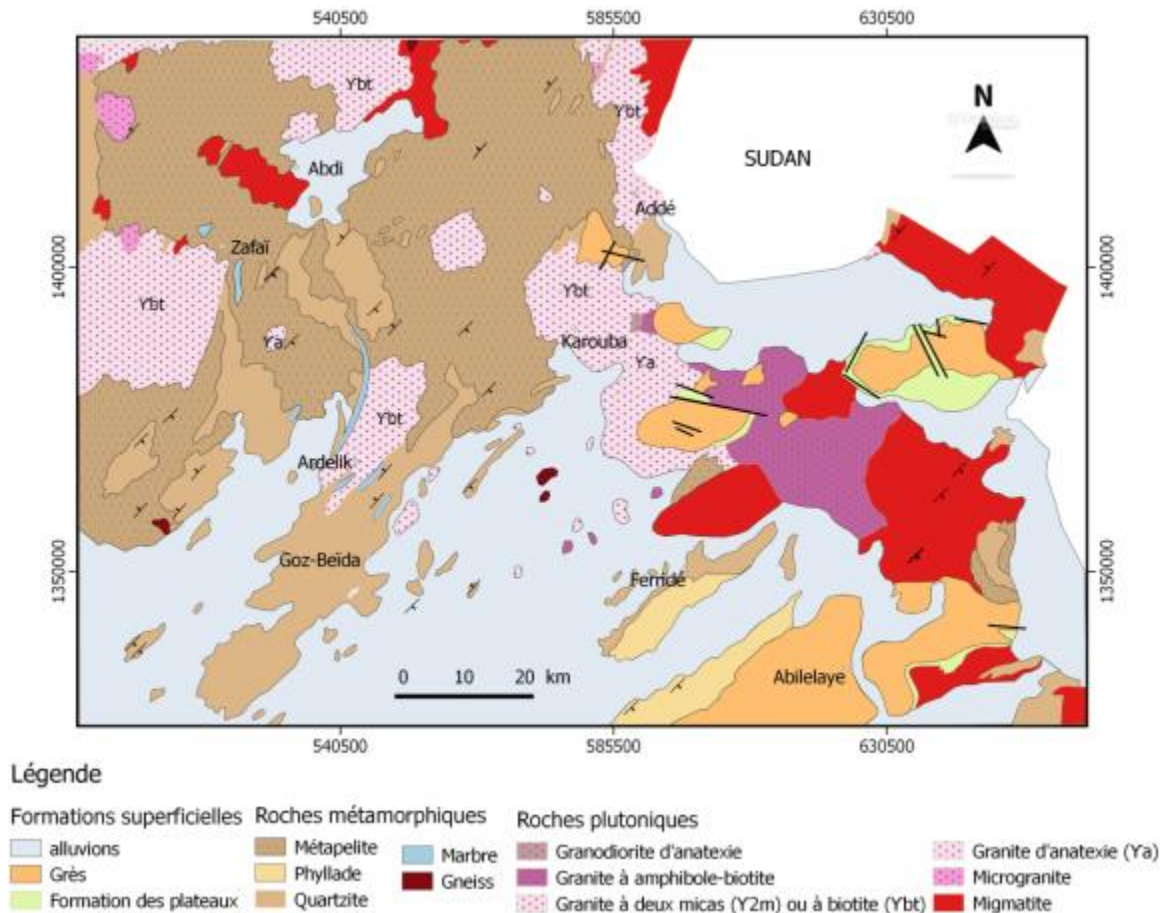 540500 585500 630500
N
SUDAN
Ybt
Ybt
Abdi
Addé
Zafaï
1400000 1400000
Ybt
Ybt
Karouba
Ya
Ya
Ybt
Ardelik
Goz-Beïda
Ferridé
1350000 1350000
Abilelaye
0 10 20 km
540500 585500 630500
Légende
Formations superficielles
alluvions
Grès
Formation des plateaux
Roches métamorphiques
Métapelite
Phyllade
Quartzite
Marbre
Gneiss
Roches plutoniques
Granodiorite d'anatexie
Granite à amphibole-biotite
Granite à deux micas (Y2m) ou à biotite (Ybt)
Granite d'anatexie (Ya)
Microgranite
Migmatite